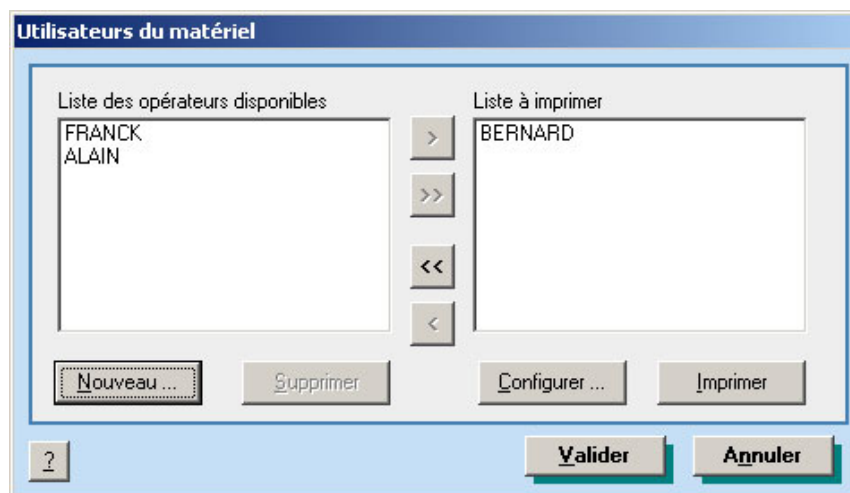 Utilisateurs du matériel
Liste des opérateurs disponibles
FRANCK
ALAIN
>
>>
<<
<
Liste à imprimer
BERNARD
Nouveau ...
Supprimer
Configurer ...
Imprimer
?
Valider
Annuler